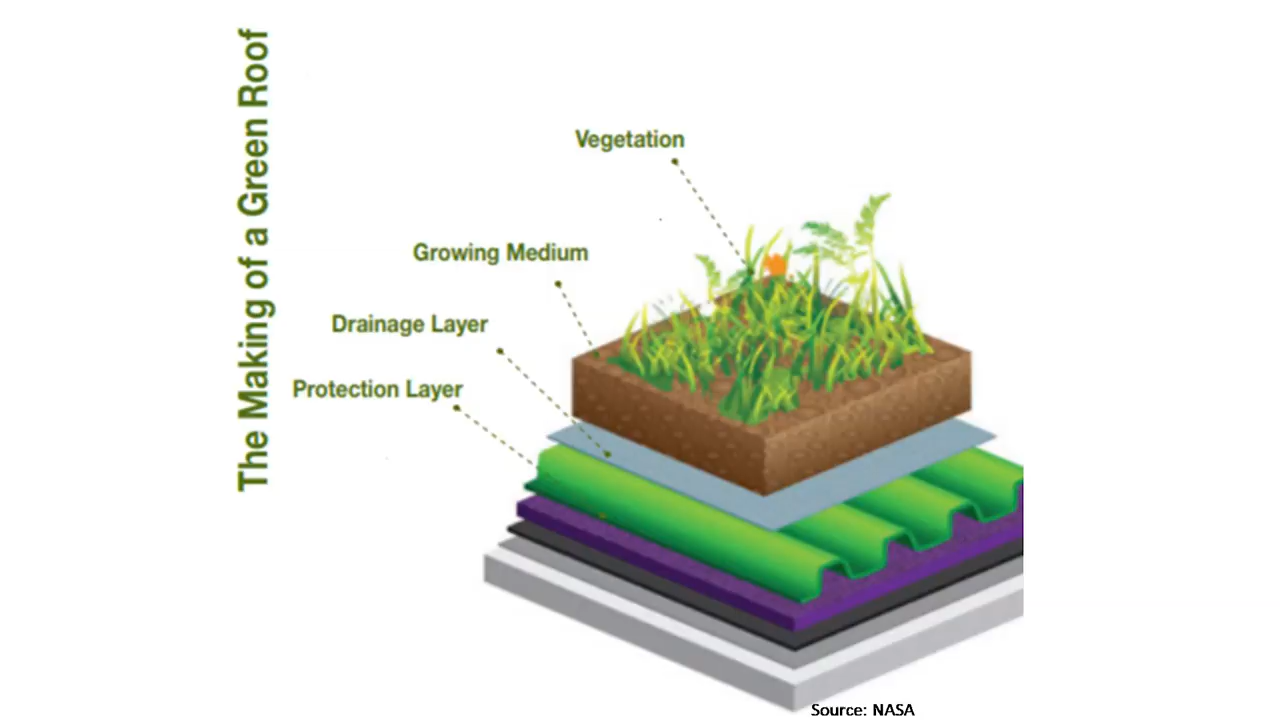 The Making of a Green Roof
Vegetation
Growing Medium
Drainage Layer
Protection Layer
Source: NASA